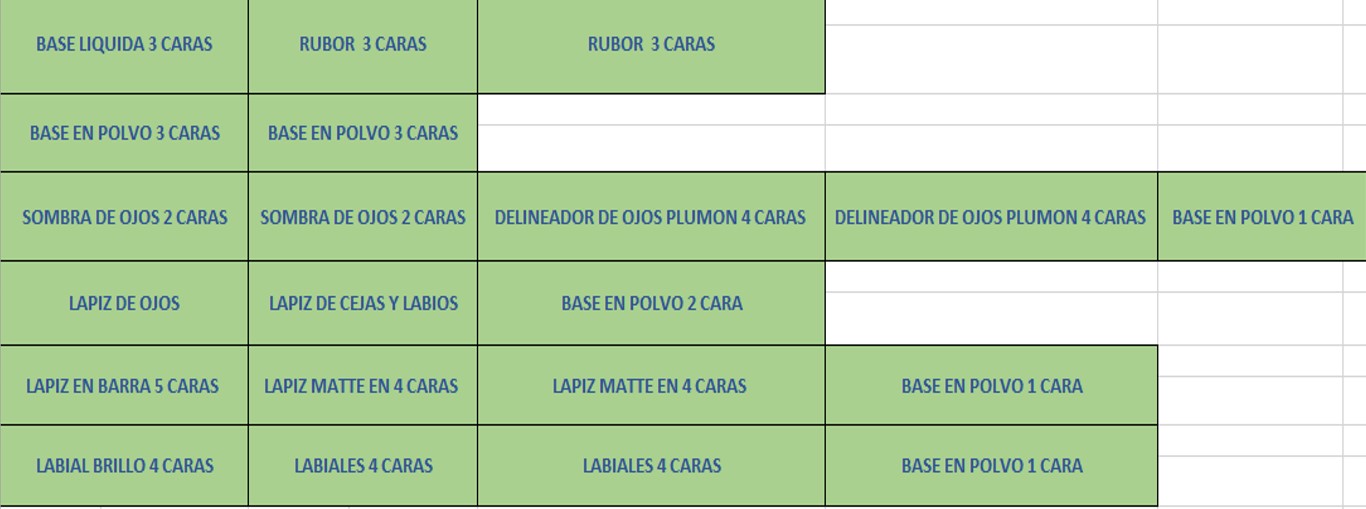 BASE LIQUIDA 3 CARAS RUBOR 3 CARAS RUBOR 3 CARAS
BASE EN POLVO 3 CARAS BASE EN POLVO 3 CARAS
SOMBRA DE OJOS 2 CARAS SOMBRA DE OJOS 2 CARAS DELINEADOR DE OJOS PLUMON 4 CARAS DELINEADOR DE OJOS PLUMON 4 CARAS BASE EN POLVO 1 CARA
LAPIZ DE OJOS LAPIZ DE CEJAS Y LABIOS BASE EN POLVO 2 CARA
LAPIZ EN BARRA 5 CARAS LAPIZ MATTE EN 4 CARAS LAPIZ MATTE EN 4 CARAS BASE EN POLVO 1 CARA
LABIAL BRILLO 4 CARAS LABIALES 4 CARAS LABIALES 4 CARAS BASE EN POLVO 1 CARA